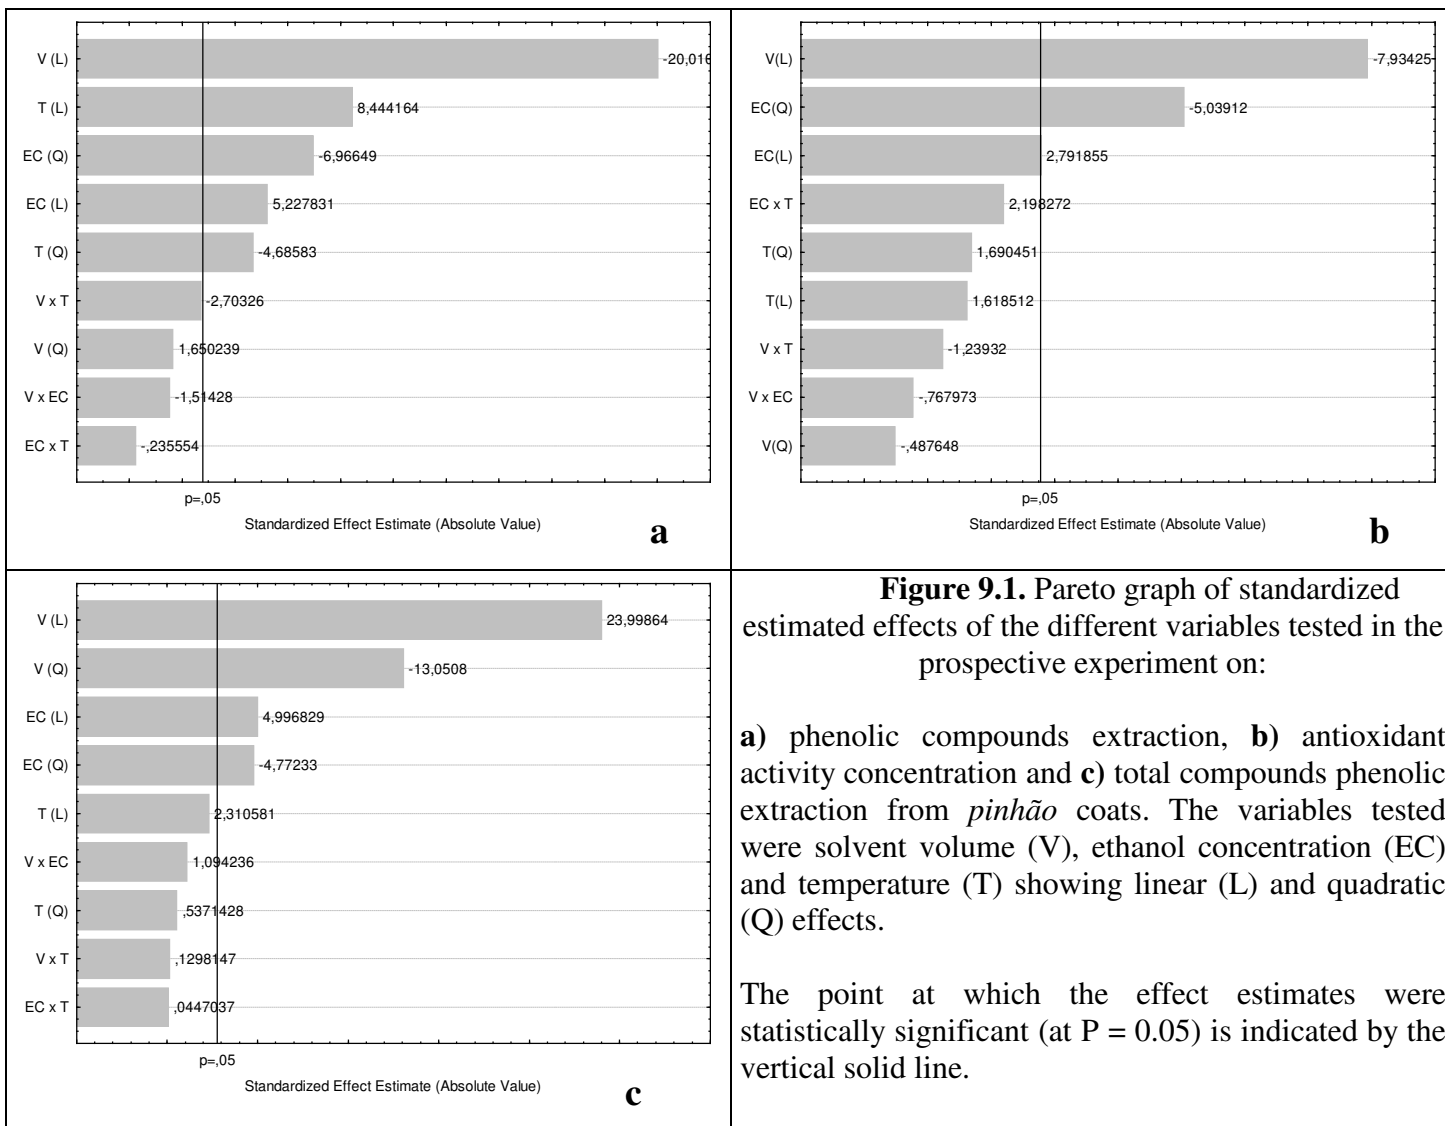 V (L)
-20,016
T (L)
8,444164
EC (Q)
-6,96649
EC (L)
5,227831
T (Q)
-4,68583
V x T
-2,70326
V (Q)
1,650239
V x EC
-1,51428
EC x T
-,235554
p=,05
Standardized Effect Estimate (Absolute Value)
a
V(L)
-7,93425
EC(Q)
-5,03912
EC(L)
2,791855
EC x T
2,198272
T(Q)
1,690451
T(L)
1,618512
V x T
-1,23932
V x EC
-,767973
V(Q)
-,487648
p=,05
Standardized Effect Estimate (Absolute Value)
b
V (L)
23,99864
V (Q)
-13,0508
EC (L)
4,996829
EC (Q)
-4,77233
T (L)
2,310581
V x EC
1,094236
T (Q)
,5371428
V x T
,1298147
EC x T
,0447037
p=,05
Standardized Effect Estimate (Absolute Value)
c
Figure 9.1. Pareto graph of standardized
estimated effects of the different variables tested in the
prospective experiment on:
a) phenolic compounds extraction, b) antioxidant
activity concentration and c) total compounds phenolic
extraction from pinhão coats. The variables tested
were solvent volume (V), ethanol concentration (EC)
and temperature (T) showing linear (L) and quadratic
(Q) effects.
The point at which the effect estimates were
statistically significant (at P = 0.05) is indicated by the
vertical solid line.